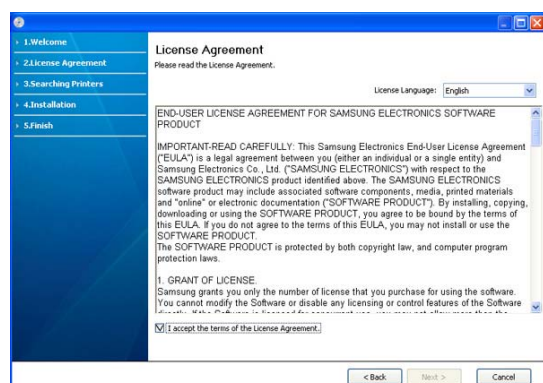 1.Welcome
2.License Agreement
3.Searching Printers
4.Installation
5.Finish
License Agreement
Please read the License Agreement.
License Language: English
END-USER LICENSE AGREEMENT FOR SAMSUNG ELECTRONICS SOFTWARE
PRODUCT
IMPORTANT-READ CAREFULLY: This Samsung Electronics End-User License Agreement
("EULA") is a legal agreement between you (either an individual or a single entity) and
Samsung Electronics Co., Ltd. ("SAMSUNG ELECTRONICS") with respect to the
SAMSUNG ELECTRONICS product identified above. The SAMSUNG ELECTRONICS
software product may include associated software components, media, printed materials
and "online" or electronic documentation ("SOFTWARE PRODUCT"). By installing, copying,
downloading or using the SOFTWARE PRODUCT, you agree to be bound by the terms of
this EULA. If you do not agree to the terms of this EULA, you may not install or use the
SOFTWARE PRODUCT.
The SOFTWARE PRODUCT is protected by both copyright law, and computer program
protection laws.
1. GRANT OF LICENSE.
Samsung grants you only the number of license that you purchase for using the software.
You cannot modify the Software or disable any licensing or control features of the Software
I accept the terms of the License Agreement.
< Back
Next >
Cancel